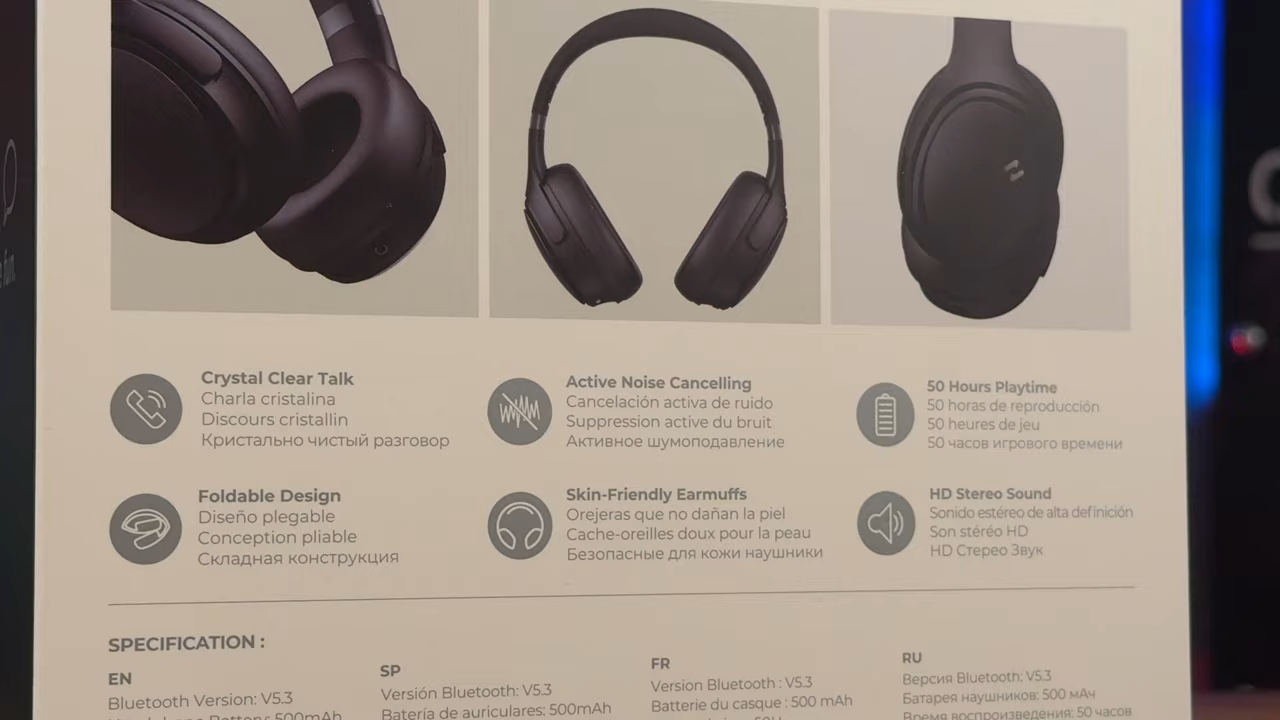 Crystal Clear Talk
Charla cristalina
Discours cristallin
Кристально чистый разговор
Active Noise Cancelling
Cancelación activa de ruido
Suppression active du bruit
Активное шумоподавление
50 Hours Playtime
50 horas de reproducción
50 heures de jeu
50 часов игрового времени
Foldable Design
Diseño plegable
Conception pliable
Складная конструкция
Skin-Friendly Earmuffs
Orejeras que no dañan la piel
Cache-oreilles doux pour la peau
Безопасные для кожи наушники
HD Stereo Sound
Sonido estéreo de alta definición
Son stéréo HD
HD Стерео Звук
SPECIFICATION :
EN
Bluetooth Version: V5.3
500mAh
SP
Versión Bluetooth: V5.3
Batería de auriculares: 500mAh
FR
Version Bluetooth : V5.3
Batterie du casque : 500 mAh
RU
Версия Bluetooth: V5.3
Батарея наушников: 500 мАч
Время воспроизведения: 50 часов